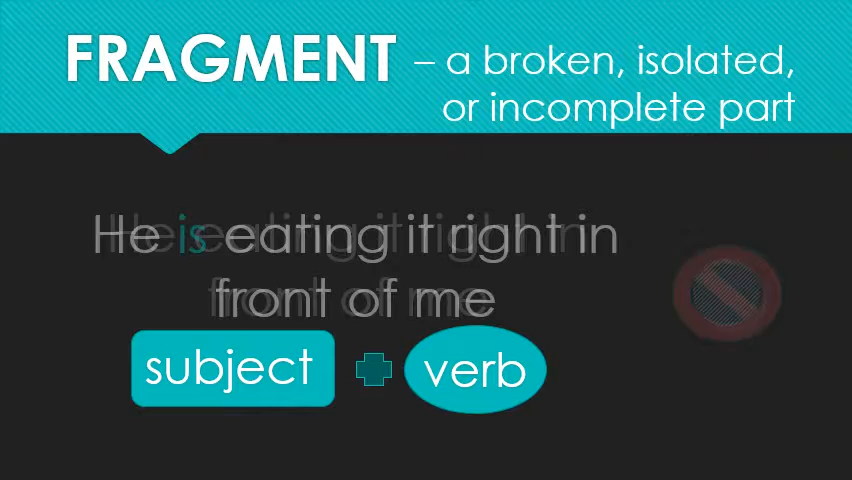 FRAGMENT – a broken, isolated,
or incomplete part
He is eating it right in
front of me
subject
verb